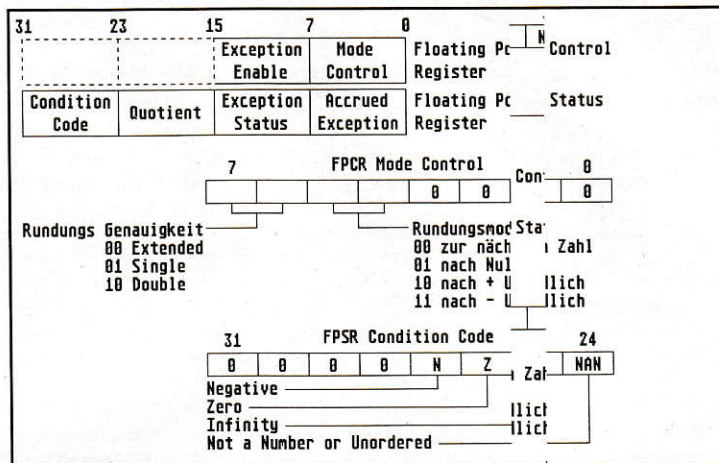 31 23 15 7 0
Exception Enable Mode Control Floating Po N Control
Register
Condition Code Quotient Exception Status Accrued Exception Floating Po Status
Register
7 FPCR Mode Control 0
Con
0 0 0
Rundungs Genauigkeit Rundungsmod Sta
00 Extended 00 zur näch Zahl
01 Single 01 nach Nul
10 Double 10 nach + U llich
11 nach - U llich
31 FPSR Condition Code 24
0 0 0 0 N Z NAN
Negative Zah
Zero
Infinity llich
Not a Number or Unordered llich